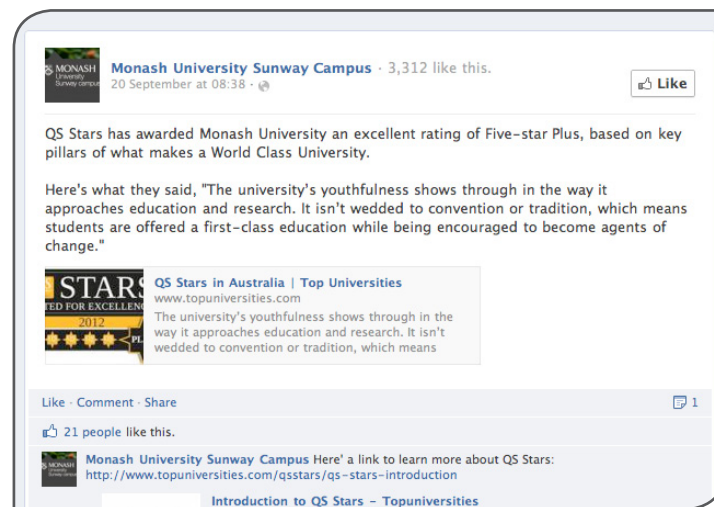 MONASH
University
Sunway campus
Monash University Sunway Campus · 3,312 like this.
20 September at 08:38 ·
Like
QS Stars has awarded Monash University an excellent rating of Five-star Plus, based on key
pillars of what makes a World Class University.
Here's what they said, "The university's youthfulness shows through in the way it
approaches education and research. It isn't wedded to convention or tradition, which means
students are offered a first-class education while being encouraged to become agents of
change."
STARS
TED FOR EXCELLENC
2012
PL
QS Stars in Australia | Top Universities
www.topuniversities.com
The university's youthfulness shows through in the
way it approaches education and research. It isn't
wedded to convention or tradition, which means
Like · Comment · Share
1
21 people like this.
MONASH
Monash University Sunway Campus Here' a link to learn more about QS Stars:
http://www.topuniversities.com/qsstars/qs-stars-introduction
Introduction to QS Stars - Topuniversities